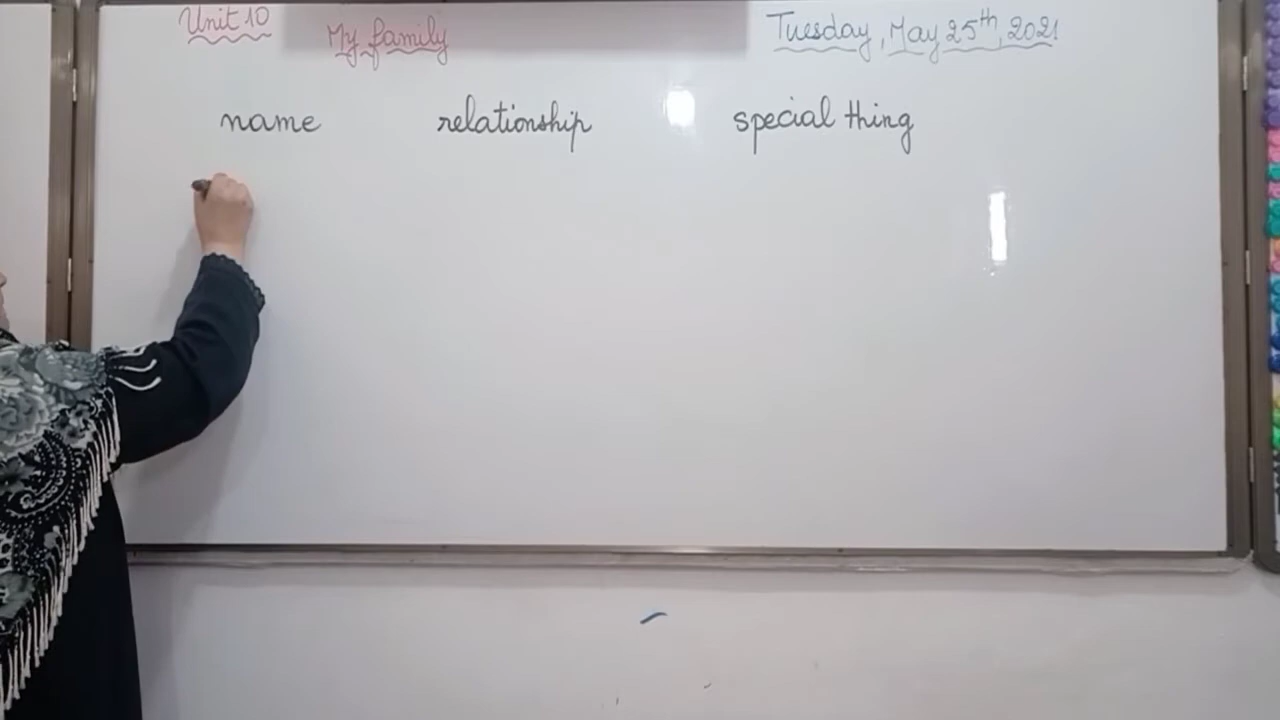 Unit 10
My family
Tuesday, May 25th, 2021
name relationship special thing